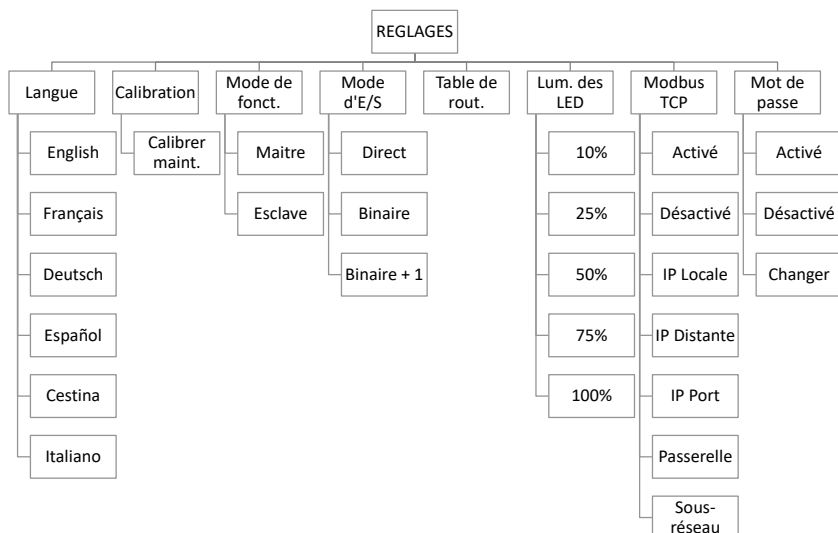 REGLAGES
Langue
Calibration
Mode de
fonct.
Mode
d'E/S
Table de
rout.
Lum. des
LED
Modbus
TCP
Mot de
passe
English
Français
Deutsch
Español
Cestina
Italiano
Calibrer
maint.
Maitre
Esclave
Direct
Binaire
Binaire + 1
10%
25%
50%
75%
100%
Activé
Désactivé
IP Locale
IP Distante
IP Port
Passerelle
Sous-
réseau
Activé
Désactivé
Changer